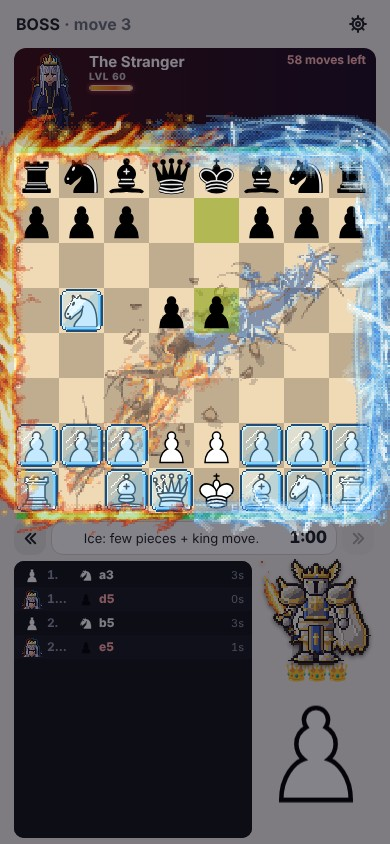 BOSS · move 3
The Stranger
58 moves left
LVL 60
6
Ice: few pieces + king move.
1:00
1. a3 3s
1... d5 0s
2. b5 3s
2... e5 1s